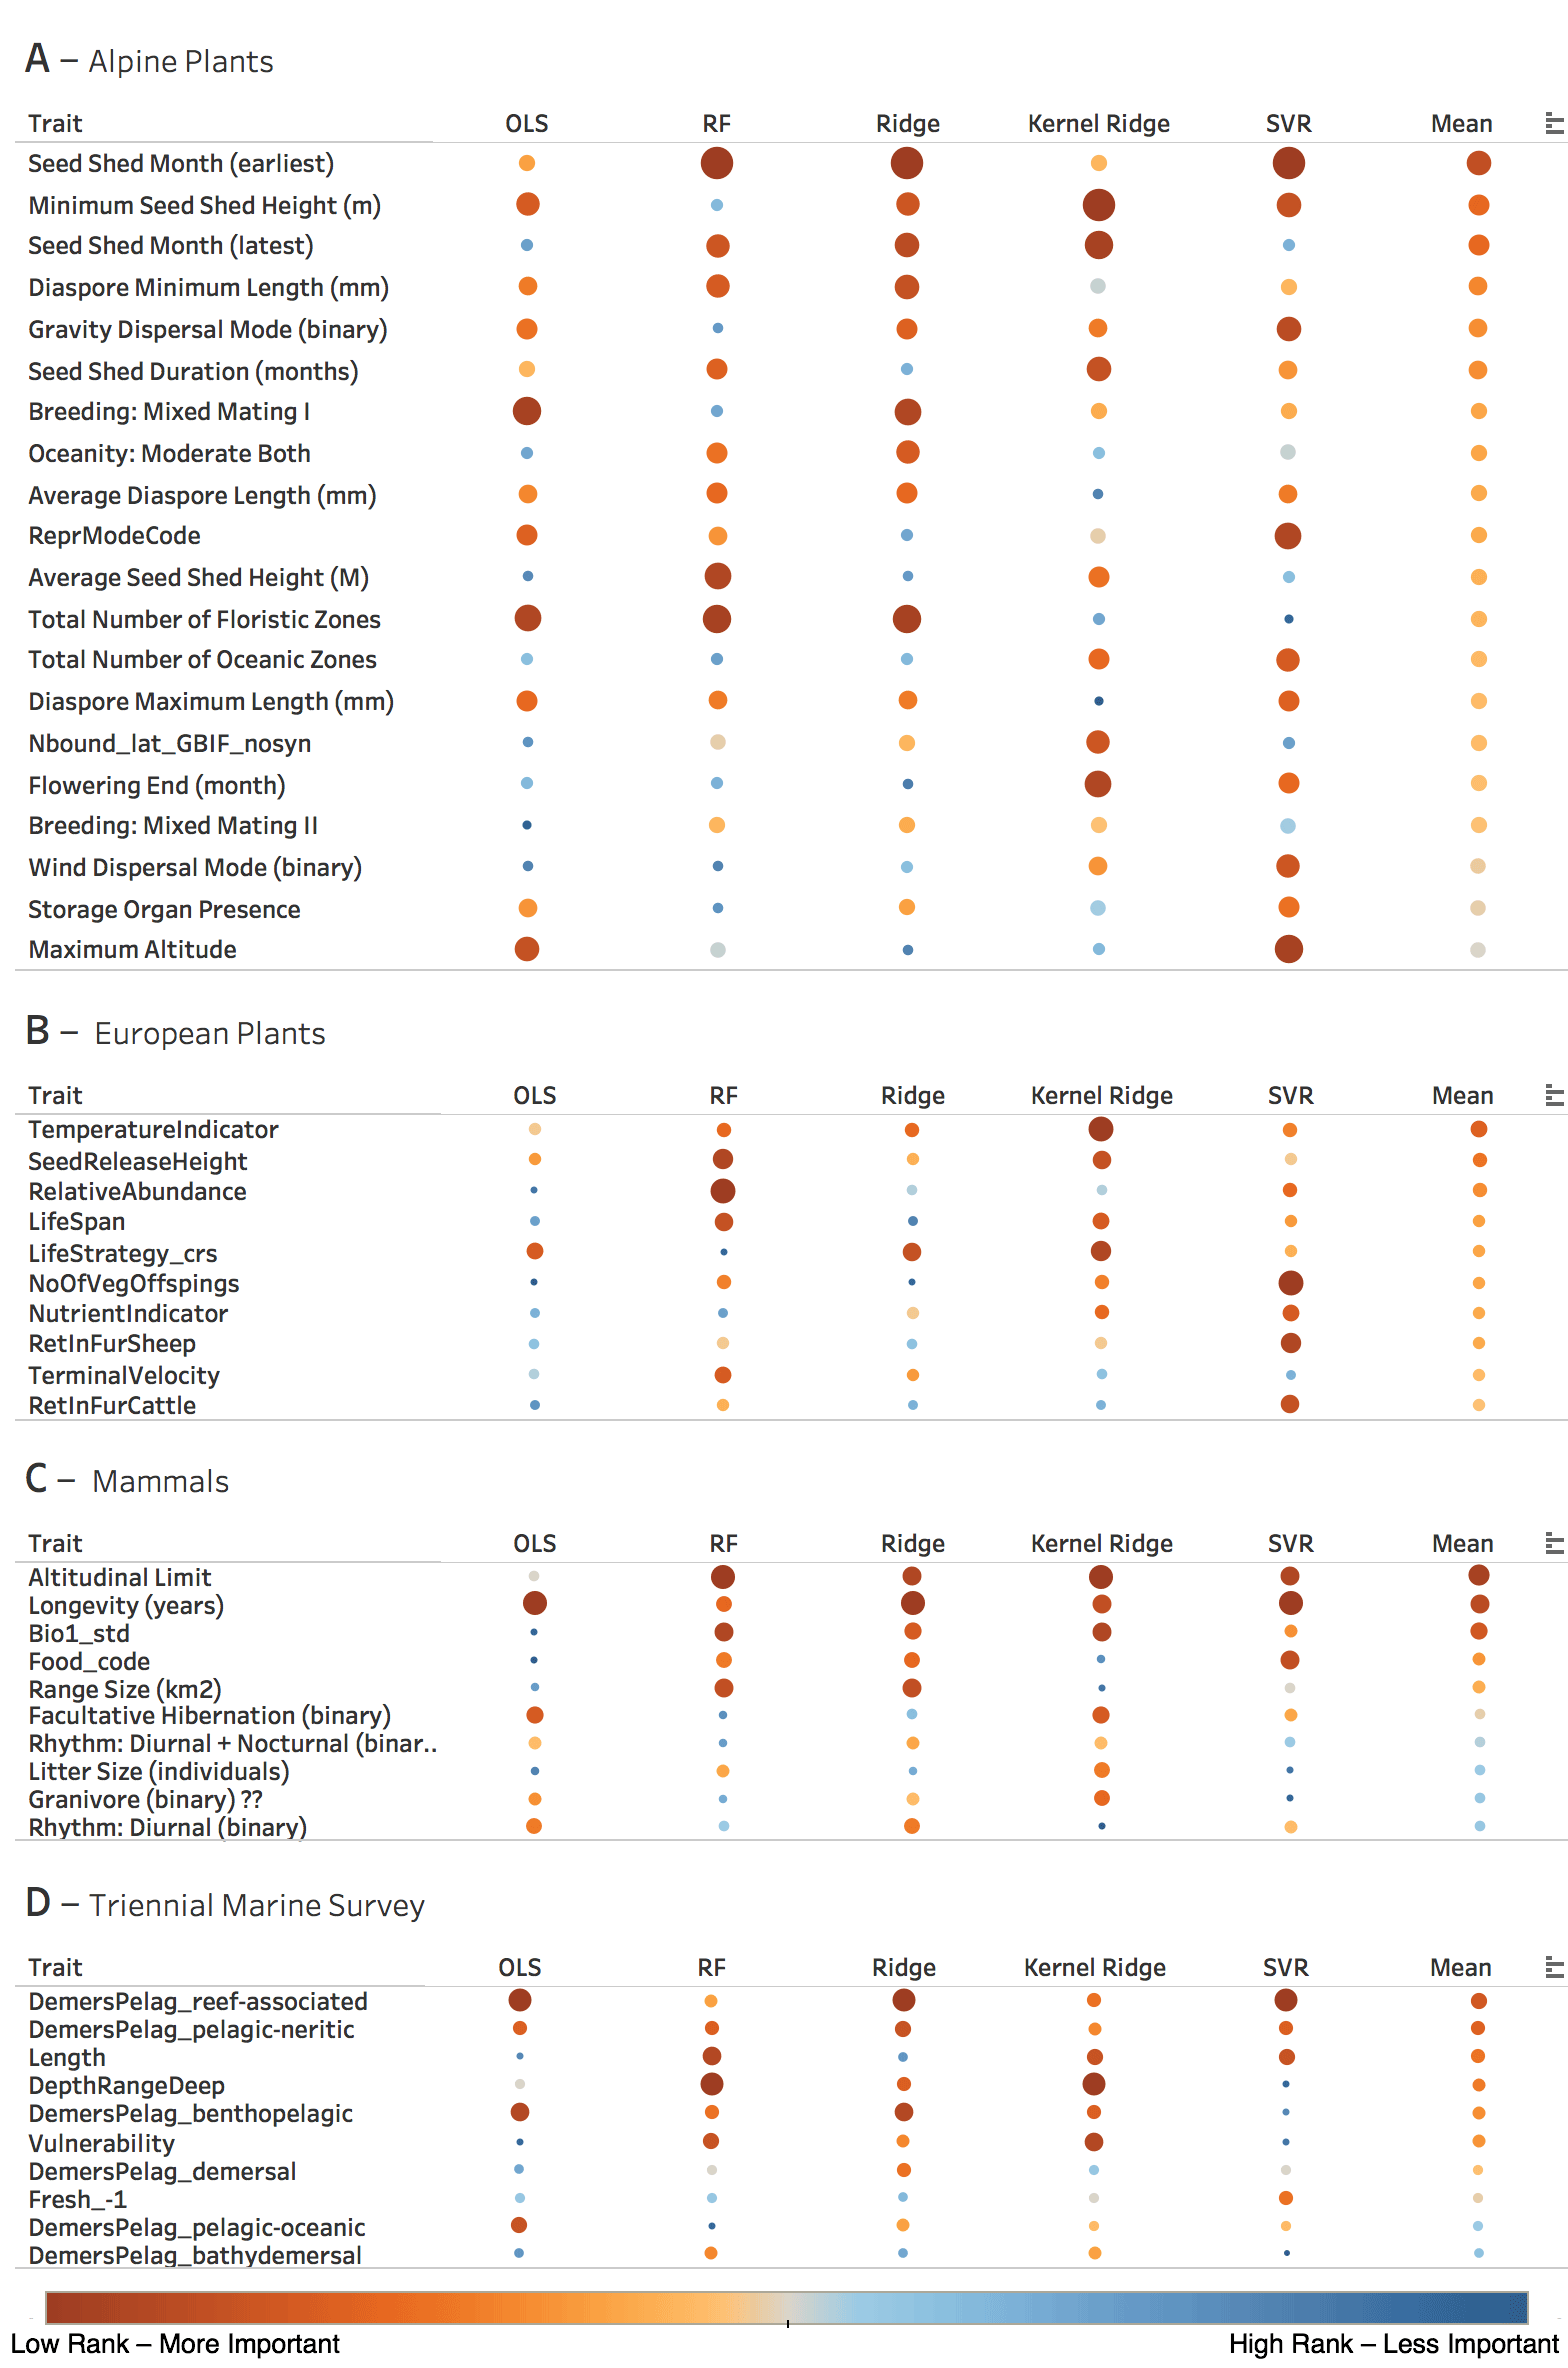 A – Alpine Plants
Trait OLS RF Ridge Kernel Ridge SVR Mean
Seed Shed Month (earliest)
Minimum Seed Shed Height (m)
Seed Shed Month (latest)
Diaspore Minimum Length (mm)
Gravity Dispersal Mode (binary)
Seed Shed Duration (months)
Breeding: Mixed Mating I
Oceanity: Moderate Both
Average Diaspore Length (mm)
ReprModeCode
Average Seed Shed Height (M)
Total Number of Floristic Zones
Total Number of Oceanic Zones
Diaspore Maximum Length (mm)
Nbound_lat_GBIF_nosyn
Flowering End (month)
Breeding: Mixed Mating II
Wind Dispersal Mode (binary)
Storage Organ Presence
Maximum Altitude
B – European Plants
Trait OLS RF Ridge Kernel Ridge SVR Mean
TemperatureIndicator
SeedReleaseHeight
RelativeAbundance
LifeSpan
LifeStrategy_crs
NoOfVegOffspings
NutrientIndicator
RetInFurSheep
TerminalVelocity
RetInFurCattle
C – Mammals
Trait OLS RF Ridge Kernel Ridge SVR Mean
Altitudinal Limit
Longevity (years)
Bio1_std
Food_code
Range Size (km2)
Facultative Hibernation (binary)
Rhythm: Diurnal + Nocturnal (binar..
Litter Size (individuals)
Granivore (binary) ??
Rhythm: Diurnal (binary)
D – Triennial Marine Survey
Trait OLS RF Ridge Kernel Ridge SVR Mean
DemersPelag_reef-associated
DemersPelag_pelagic-neritic
Length
DepthRangeDeep
DemersPelag_benthopelagic
Vulnerability
DemersPelag_demersal
Fresh_-1
DemersPelag_pelagic-oceanic
DemersPelag_bathydemersal
Low Rank – More Important High Rank – Less Important